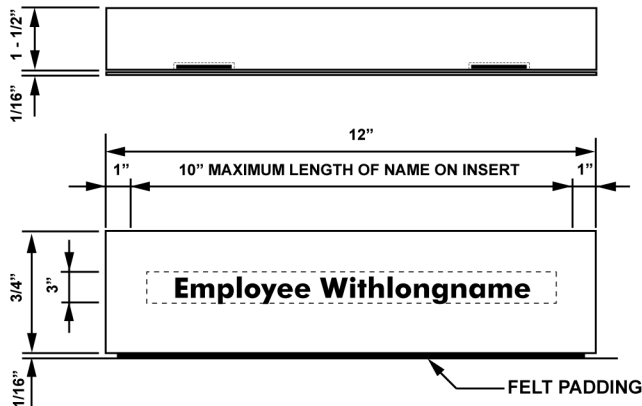 1 - 1/2”
1/16”
12”
1”
10” MAXIMUM LENGTH OF NAME ON INSERT
1”
3/4”
3”
Employee Withlongname
1/16”
FELT PADDING